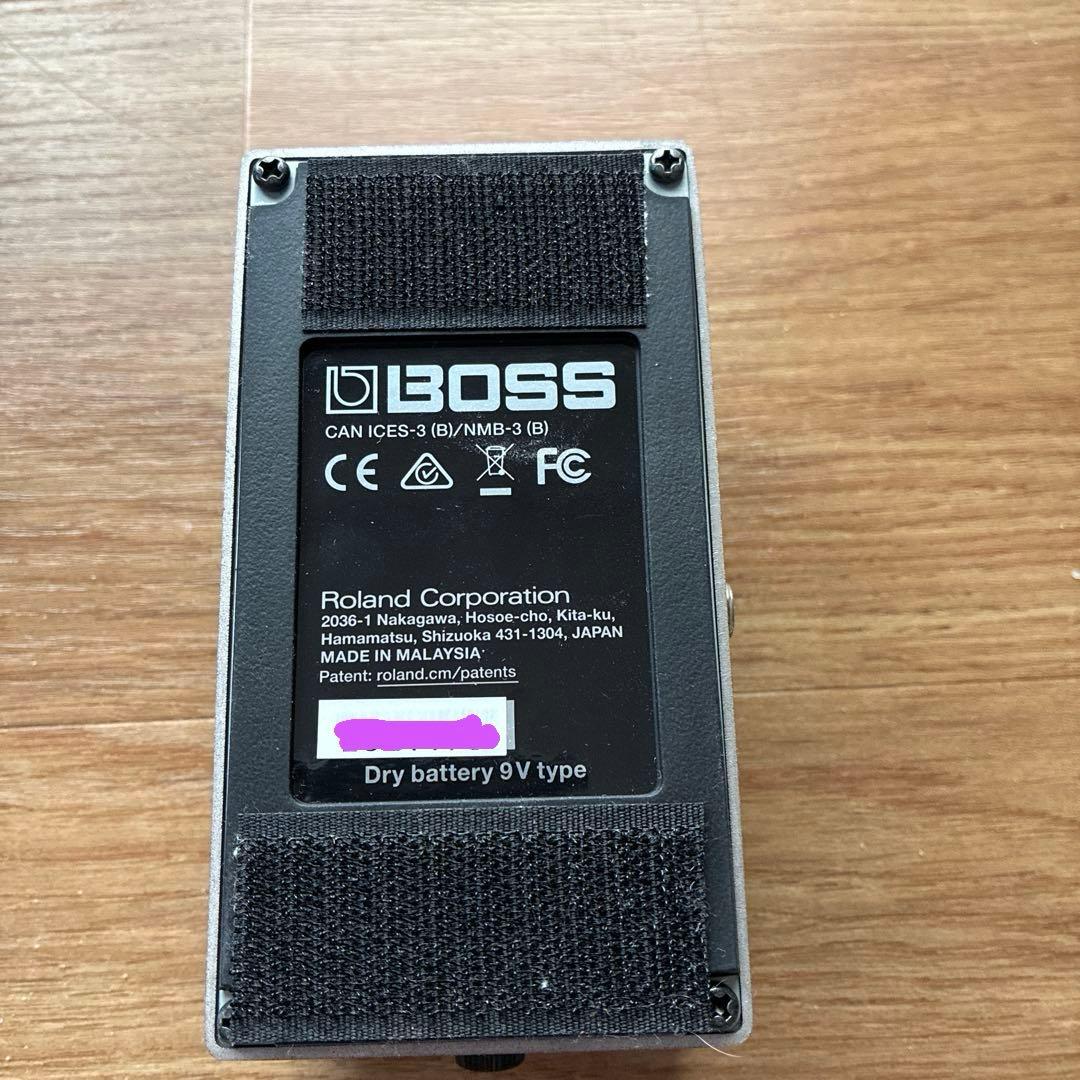 BOSS
CAN ICES-3 (B)/NMB-3 (B)
CE FC
Roland Corporation
2036-1 Nakagawa, Hosoe-cho, Kita-ku,
Hamamatsu, Shizuoka 431-1304, JAPAN
MADE IN MALAYSIA
Patent: roland.cm/patents
Dry battery 9V type